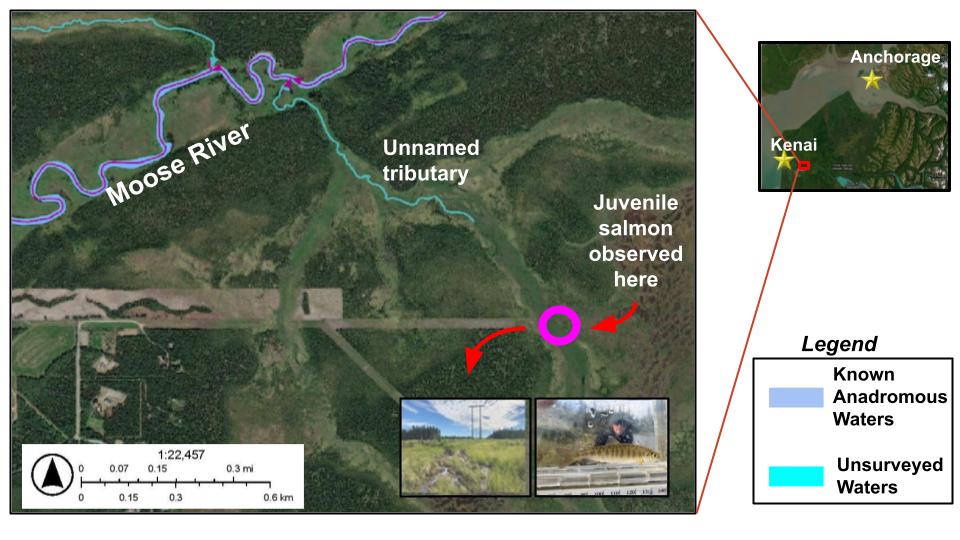 Anchorage
Kenai
Moose River
Unnamed
tributary
Juvenile
salmon
observed
here
Legend
Known
Anadromous
Waters
Unsurveyed
Waters
1:22,457
0 0.07 0.15 0.3 mi
0 0.15 0.3 0.6 km